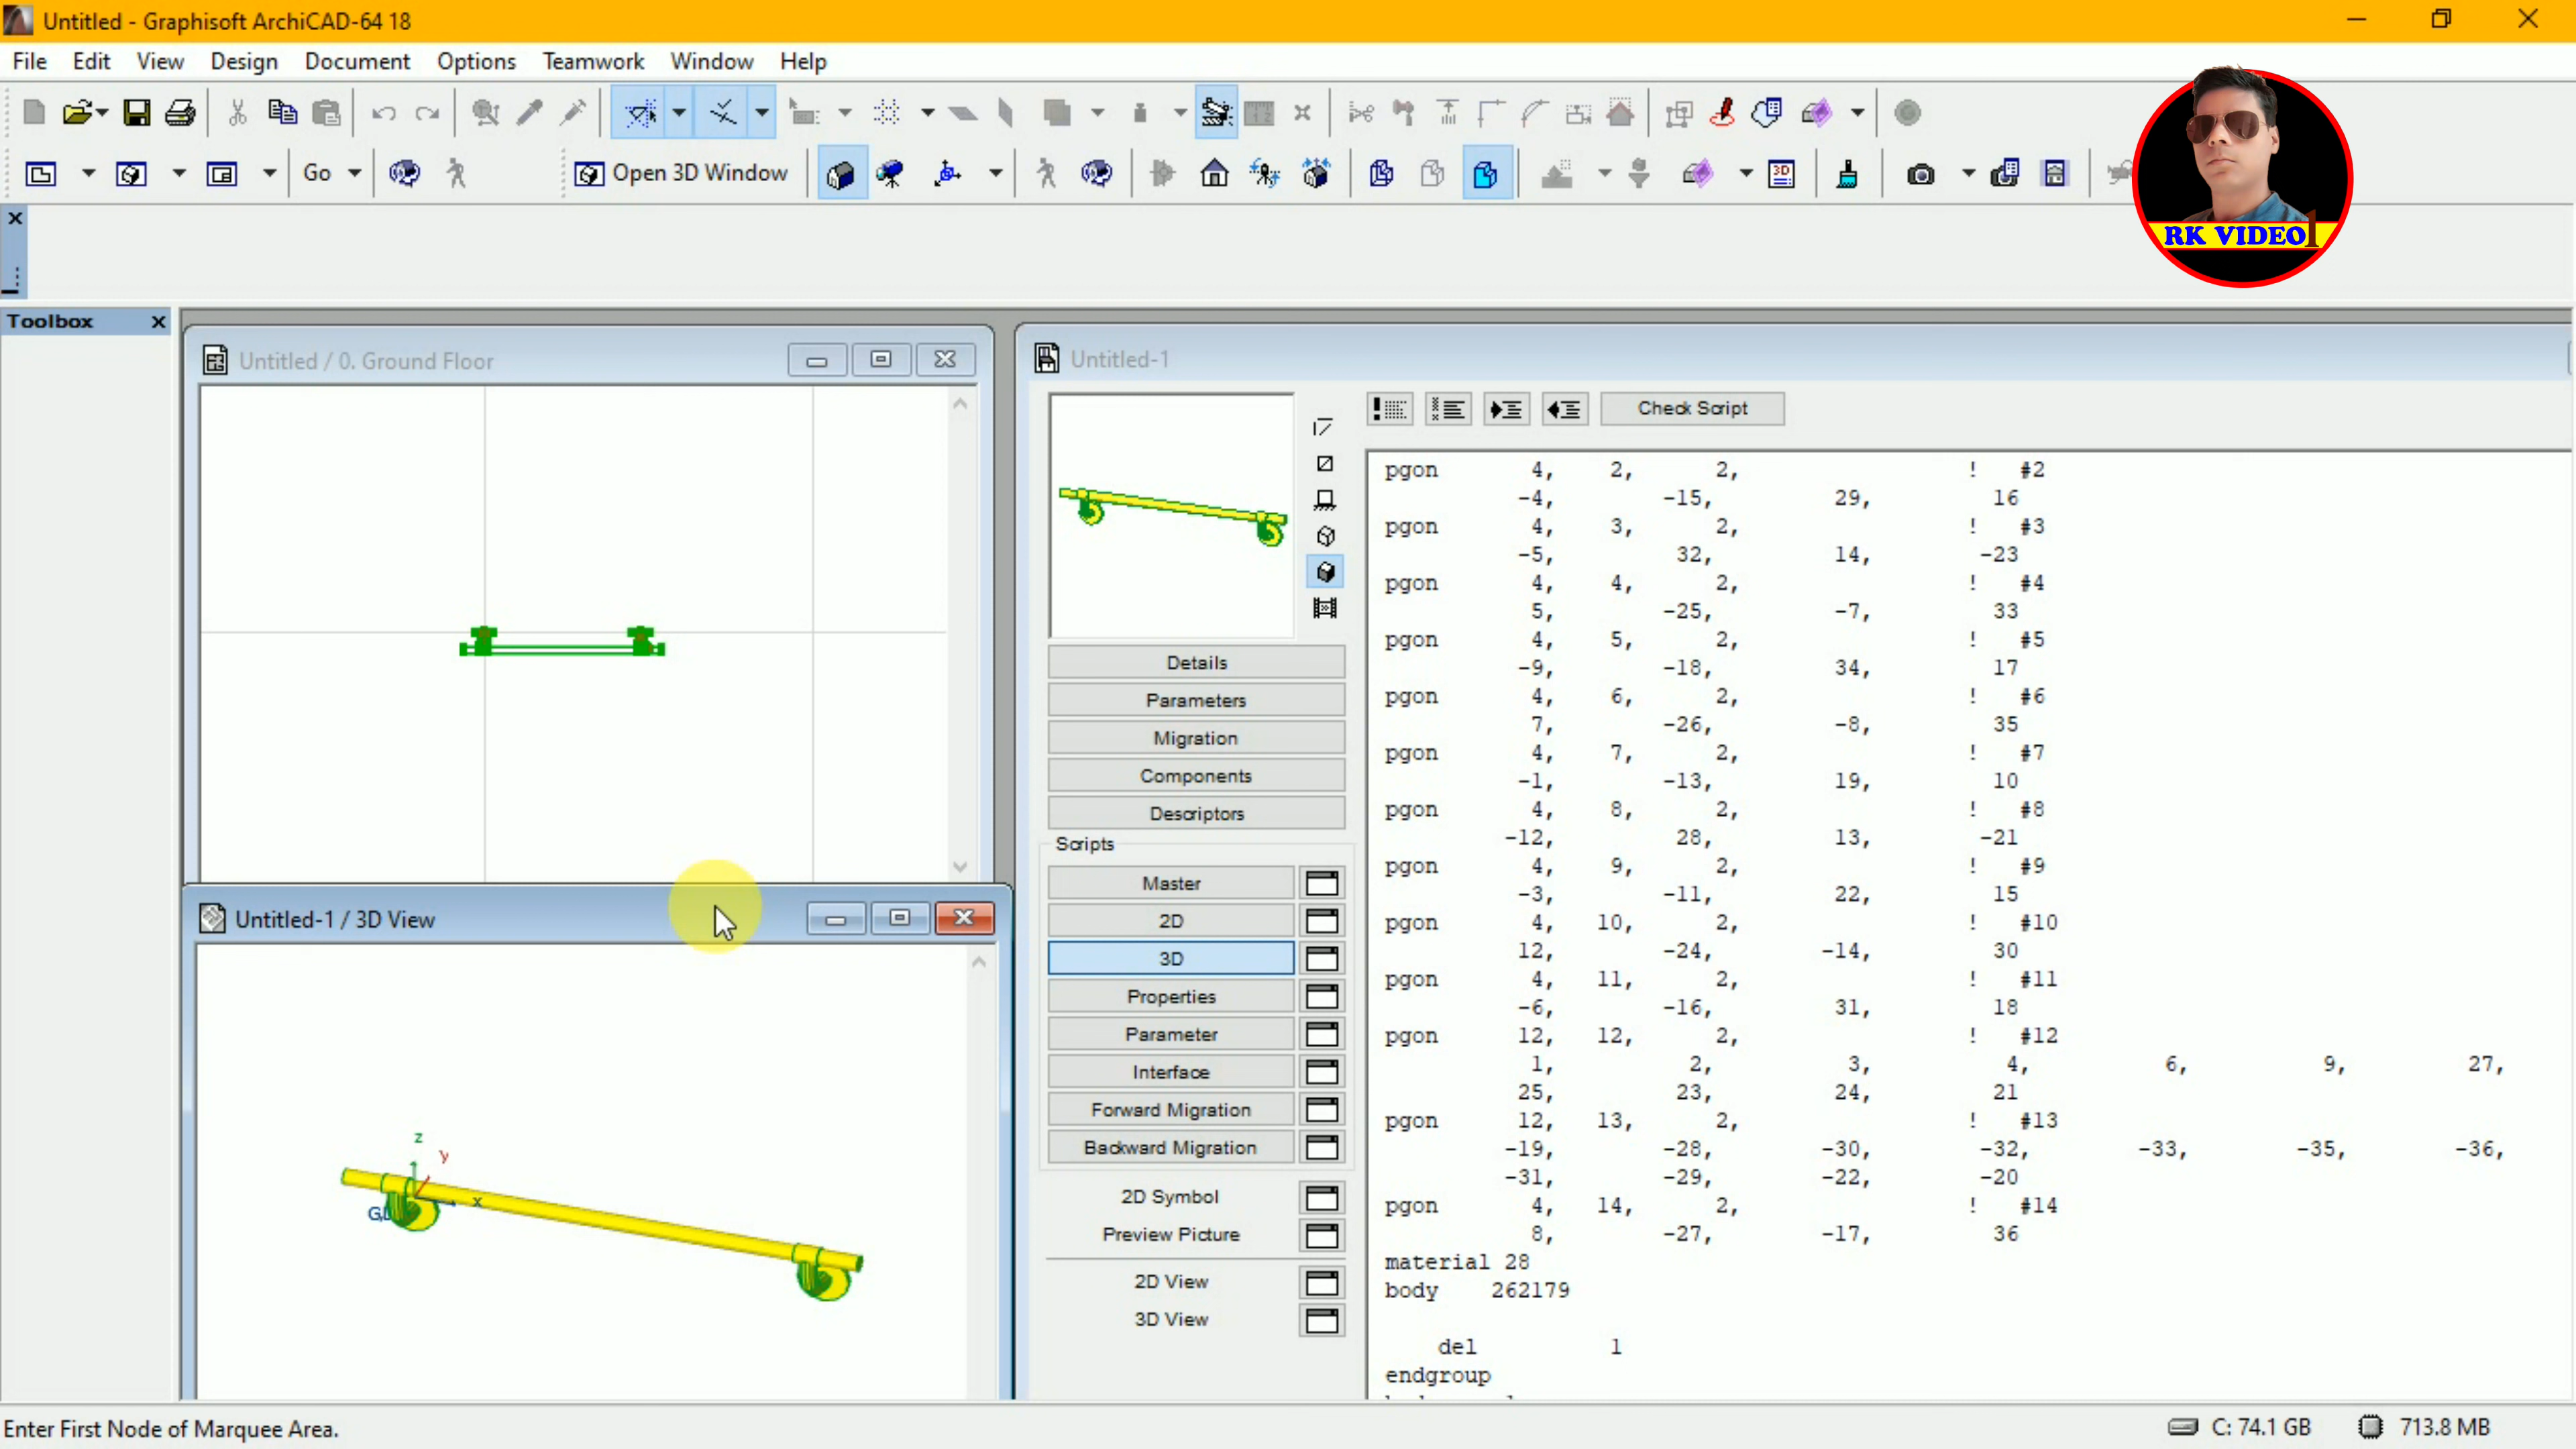 Untitled - Graphisoft ArchiCAD-64 18
File Edit View Design Document Options Teamwork Window Help
Go Open 3D Window 3D
RK VIDEO1
Toolbox
Untitled / 0. Ground Floor
Untitled-1
Check Script
Details
Parameters
Migration
Components
Descriptors
Scripts
Master
2D
3D
Properties
Parameter
Interface
Forward Migration
Backward Migration
2D Symbol
Preview Picture
2D View
3D View
pgon 4, 2, 2, ! #2
-4, -15, 29, 16
pgon 4, 3, 2, ! #3
-5, 32, 14, -23
pgon 4, 4, 2, ! #4
5, -25, -7, 33
pgon 4, 5, 2, ! #5
-9, -18, 34, 17
pgon 4, 6, 2, ! #6
7, -26, -8, 35
pgon 4, 7, 2, ! #7
-1, -13, 19, 10
pgon 4, 8, 2, ! #8
-12, 28, 13, -21
pgon 4, 9, 2, ! #9
-3, -11, 22, 15
pgon 4, 10, 2, ! #10
12, -24, -14, 30
pgon 4, 11, 2, ! #11
-6, -16, 31, 18
pgon 12, 12, 2, ! #12
1, 2, 3, 4, 6, 9, 27,
25, 23, 24, 21
pgon 12, 13, 2, ! #13
-19, -28, -30, -32, -33, -35, -36,
-31, -29, -22, -20
pgon 4, 14, 2, ! #14
8, -27, -17, 36
material 28
body 262179
del 1
endgroup
Untitled-1 / 3D View
z
y
x
Enter First Node of Marquee Area.
C: 74.1 GB 713.8 MB